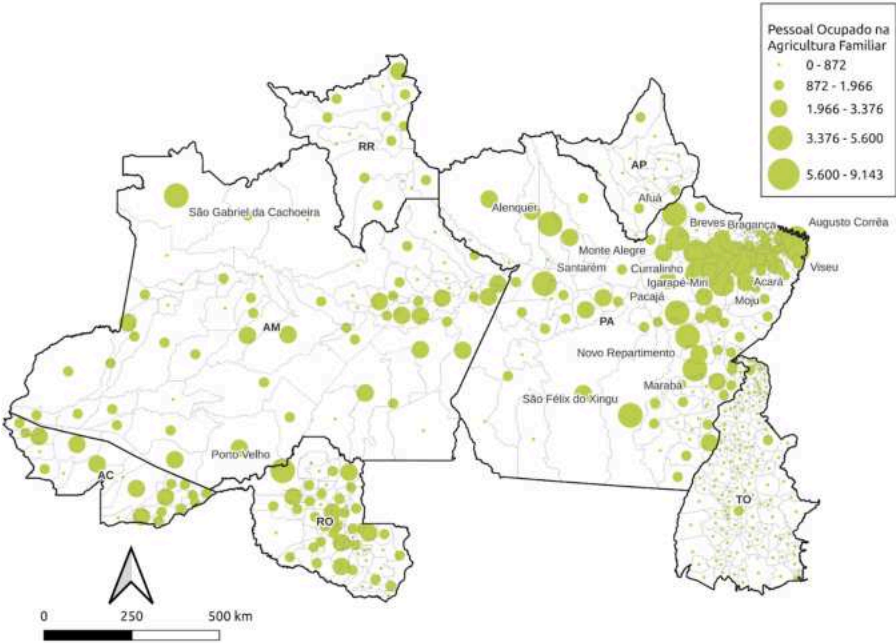 Pessoal Ocupado na
Agricultura Familiar
0 - 872
872 - 1.966
1.966 - 3.376
3.376 - 5.600
5.600 - 9.143
RR
AP
São Gabriel da Cachoeira
Afuá
Alenquer
Breves
Bragança
Augusto Corrêa
Monte Alegre
Santarém
Curralinho
Viseu
Igarapé-Miri
Acará
Pacajá
Moju
AM
PA
Novo Repartimento
Marabá
São Félix do Xingu
Porto Velho
AC
RO
TO
0
250
500 km